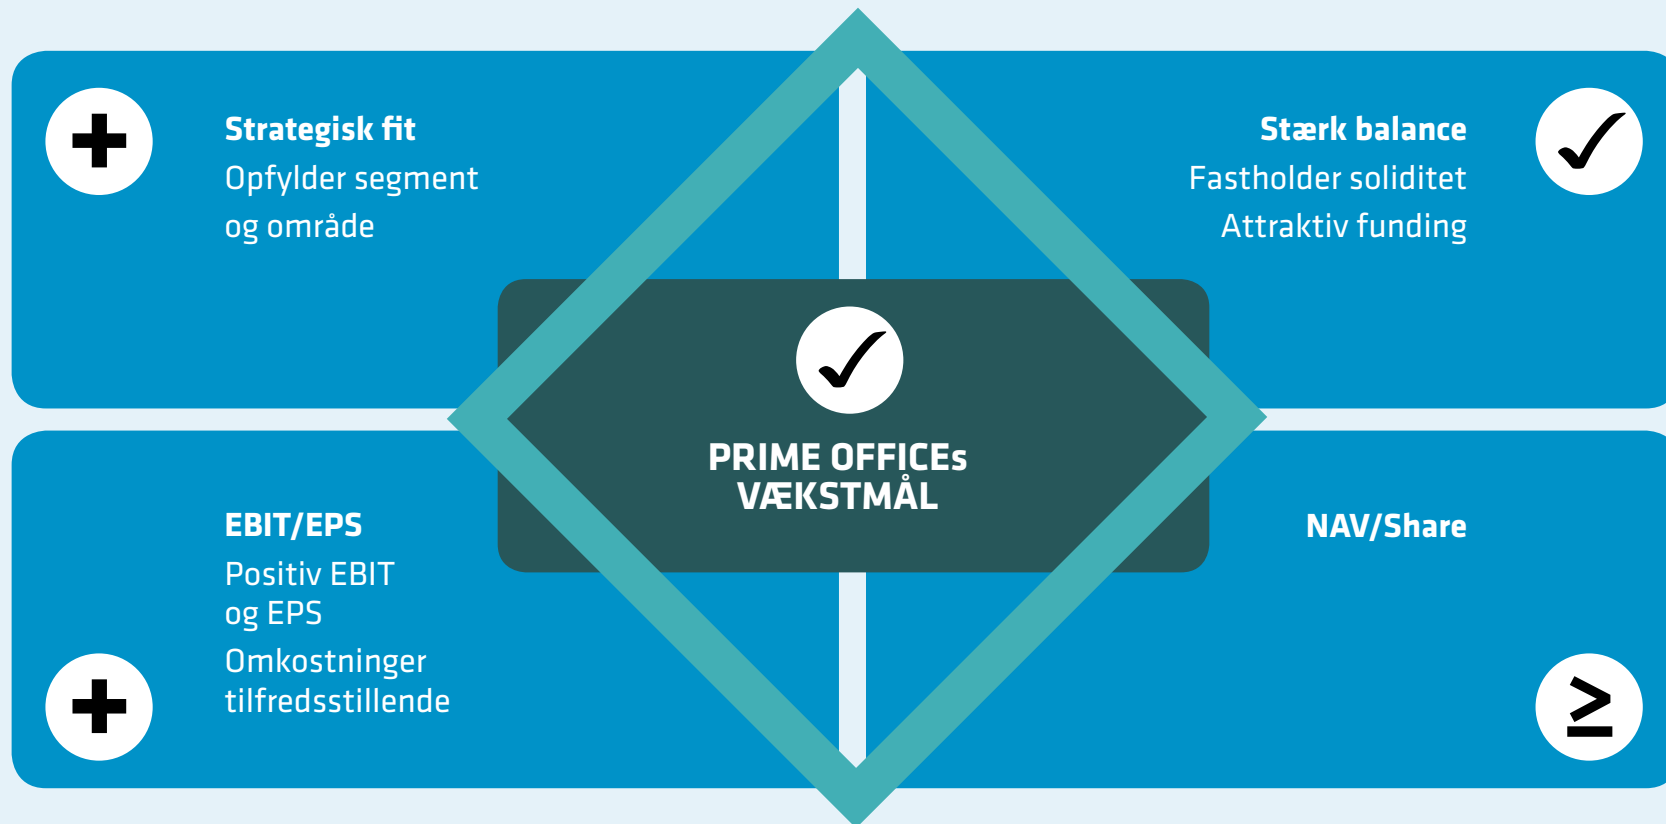 Strategisk fit
Opfylder segment
og område
Stærk balance
Fastholder soliditet
Attraktiv funding
PRIME OFFICEs
VÆKSTMÅL
EBIT/EPS
Positiv EBIT
og EPS
Omkostninger
tilfredsstillende
NAV/Share
≥